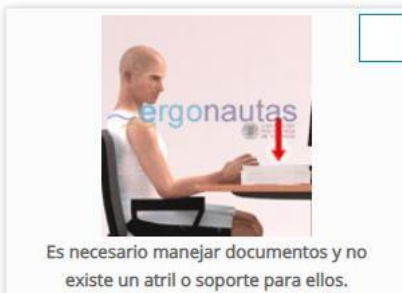 ergonautas
Es necesario manejar documentos y no
existe un atril o soporte para ellos.